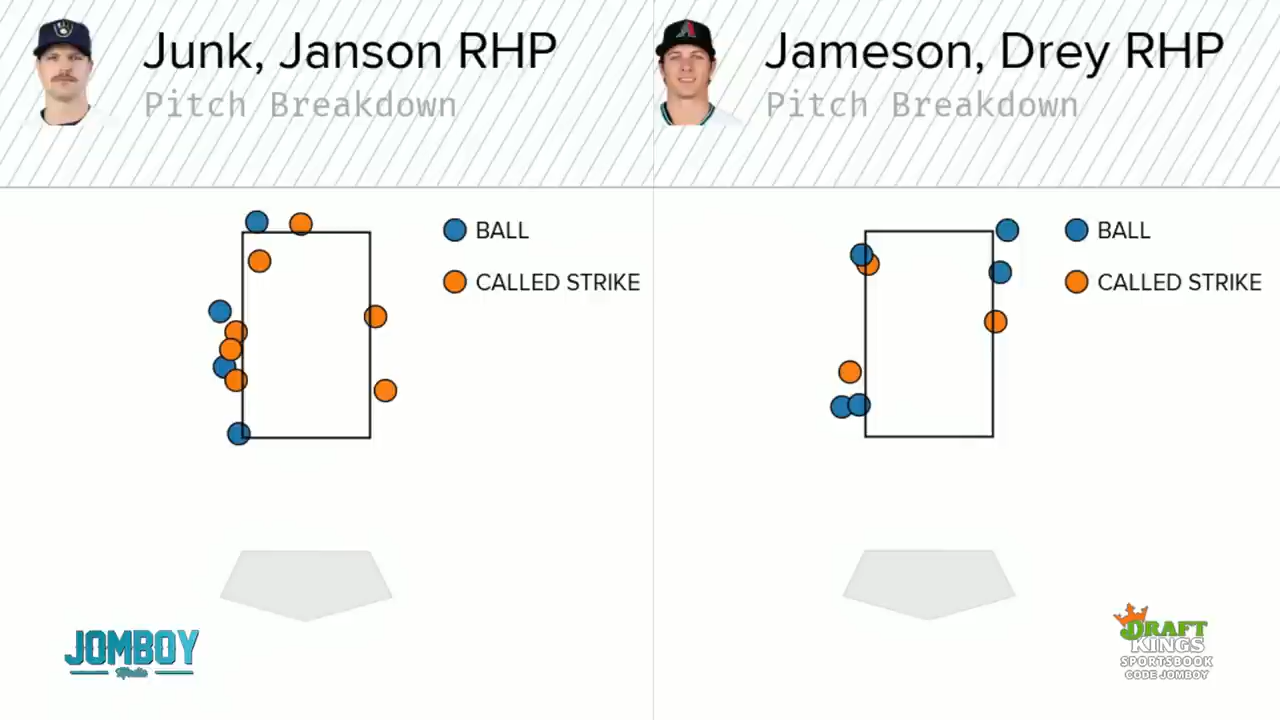 Junk, Janson RHP
Pitch Breakdown
BALL
CALLED STRIKE
JOMBOY
Media
Jameson, Drey RHP
Pitch Breakdown
BALL
CALLED STRIKE
DRAFT
KINGS
SPORTSBOOK
CODE JOMBOY